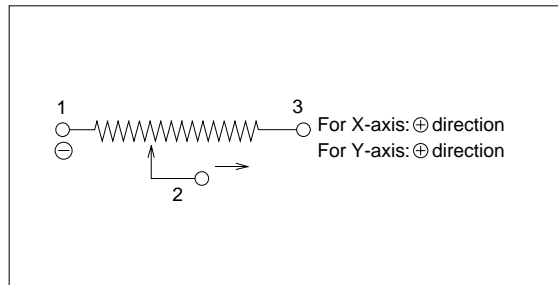 1
3
For X-axis: ⊕ direction
⊖
For Y-axis: ⊕ direction
2